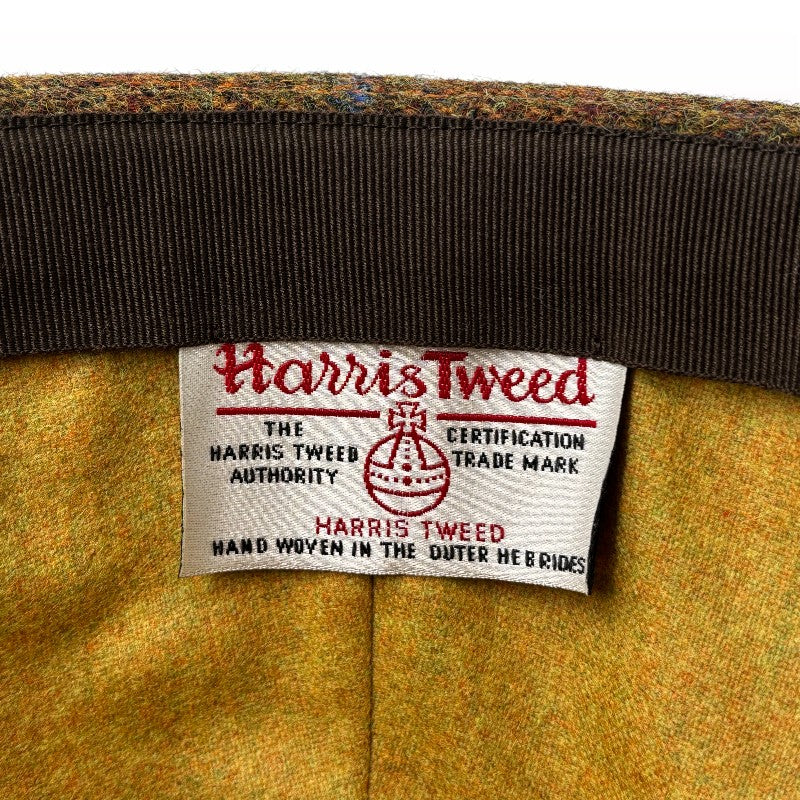 Harris Tweed
THE
HARRIS TWEED
AUTHORITY
CERTIFICATION
TRADE MARK
HARRIS TWEED
HAND WOVEN IN THE OUTER HEBRIDES